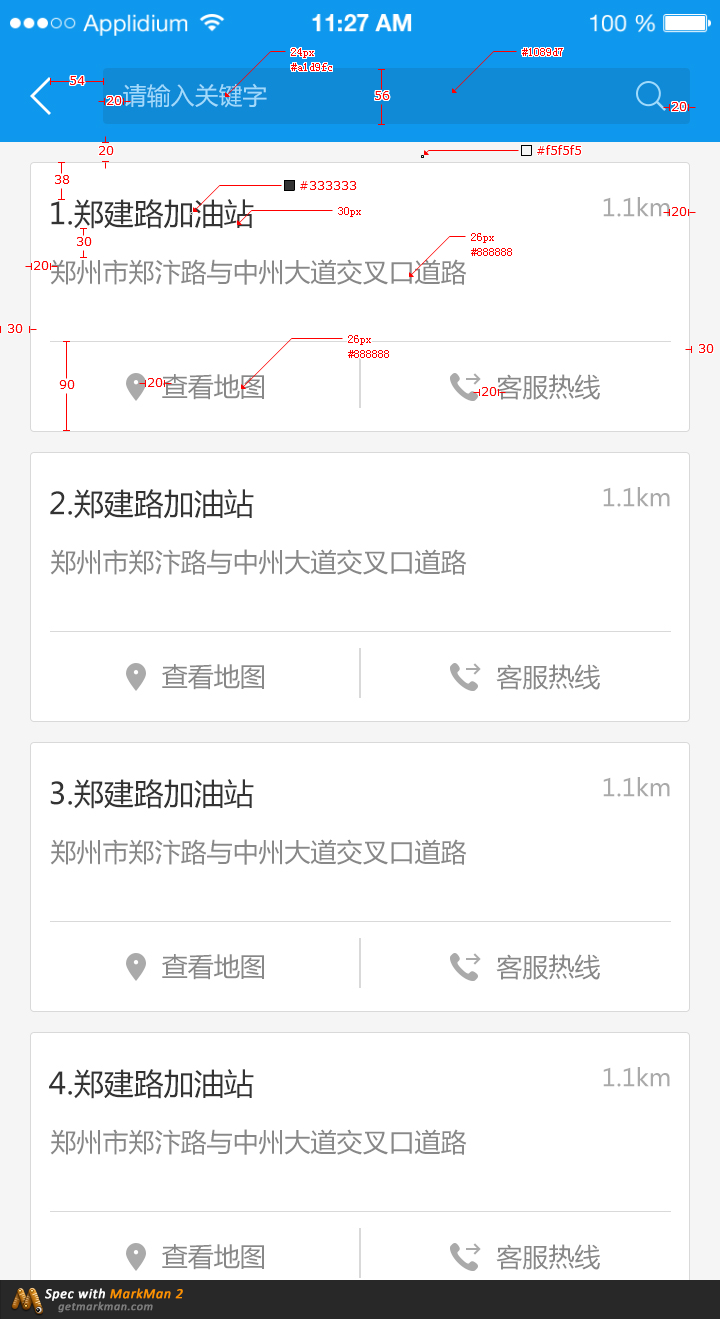 Applidium 11:27 AM 100 %
24px
#a1d9fc
#1089d7
54
20
请输入关键字
56
20
20
#f5f5f5
38
#333333
1.郑建路加油站
30px
1.1km
20
30
26px
#888888
20
郑州市郑汴路与中州大道交叉口道路
30
26px
#888888
30
90
20
查看地图
20
客服热线
2.郑建路加油站
1.1km
郑州市郑汴路与中州大道交叉口道路
查看地图
客服热线
3.郑建路加油站
1.1km
郑州市郑汴路与中州大道交叉口道路
查看地图
客服热线
4.郑建路加油站
1.1km
郑州市郑汴路与中州大道交叉口道路
查看地图
客服热线
Spec with MarkMan 2
getmarkman.com